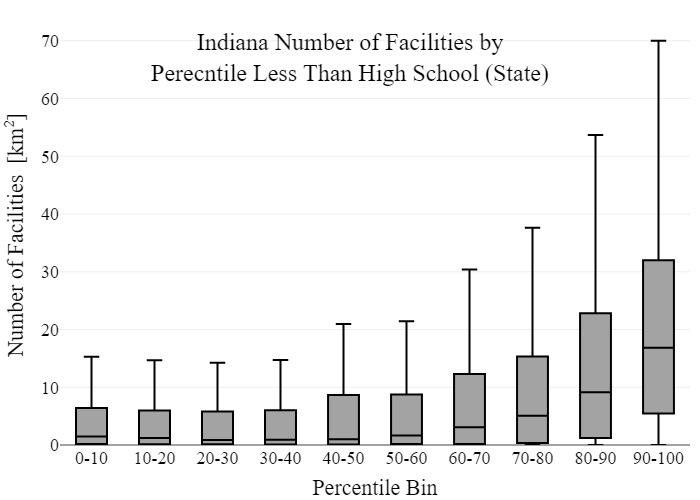 Indiana Number of Facilities by
Perecntile Less Than High School (State)
Number of Facilities [km²]
70
60
50
40
30
20
10
0
0-10 10-20 20-30 30-40 40-50 50-60 60-70 70-80 80-90 90-100
Percentile Bin